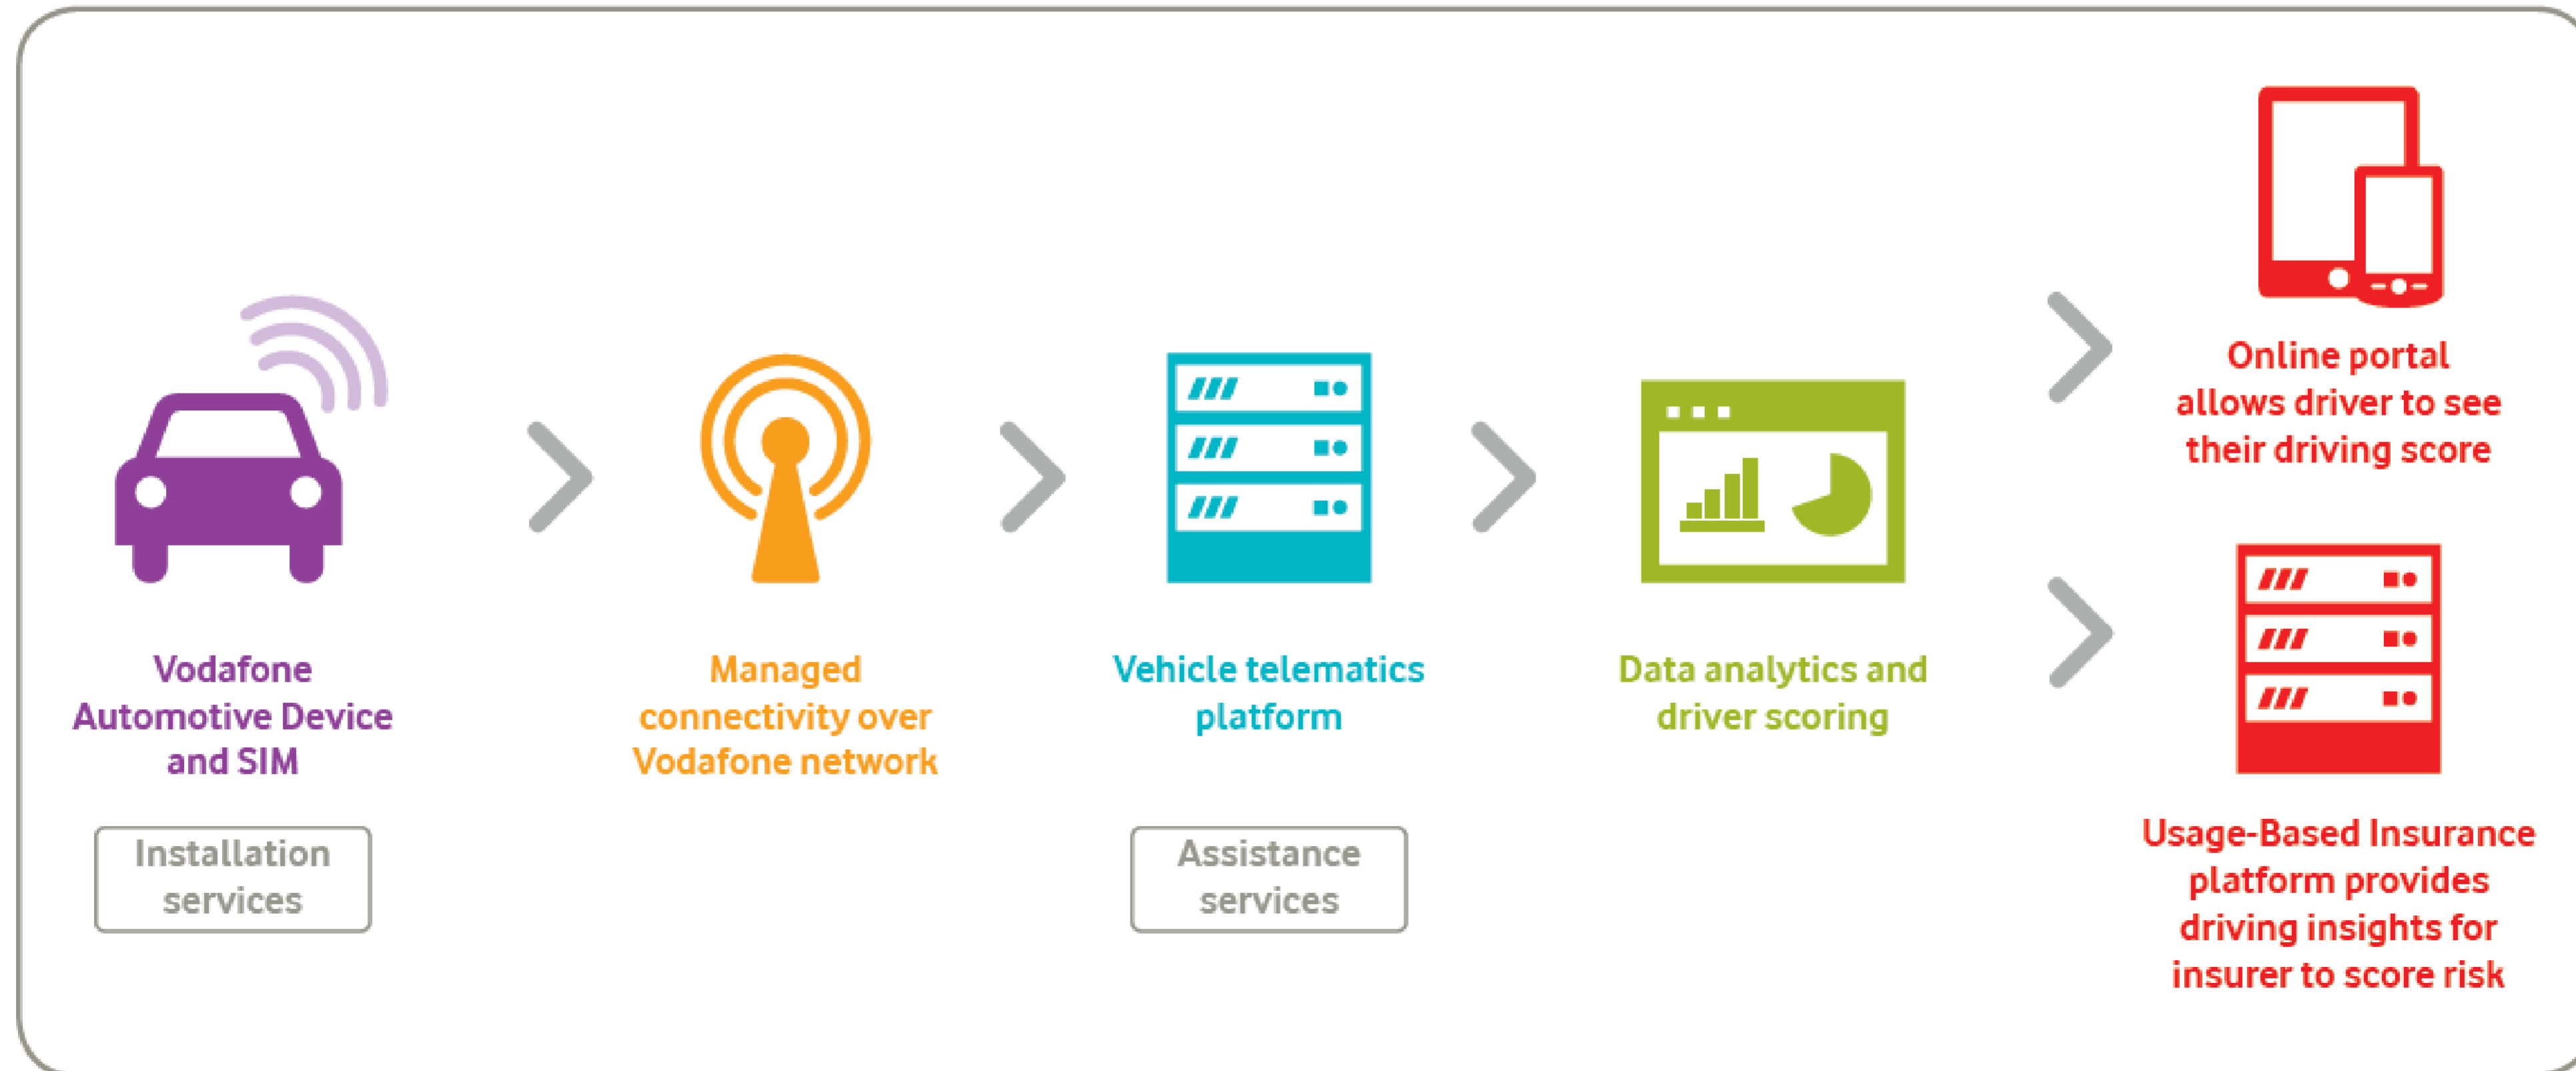 Vodafone
Automotive Device
and SIM
Installation
services
Managed
connectivity over
Vodafone network
Vehicle telematics
platform
Assistance
services
Data analytics and
driver scoring
Online portal
allows driver to see
their driving score
Usage-Based Insurance
platform provides
driving insights for
insurer to score risk